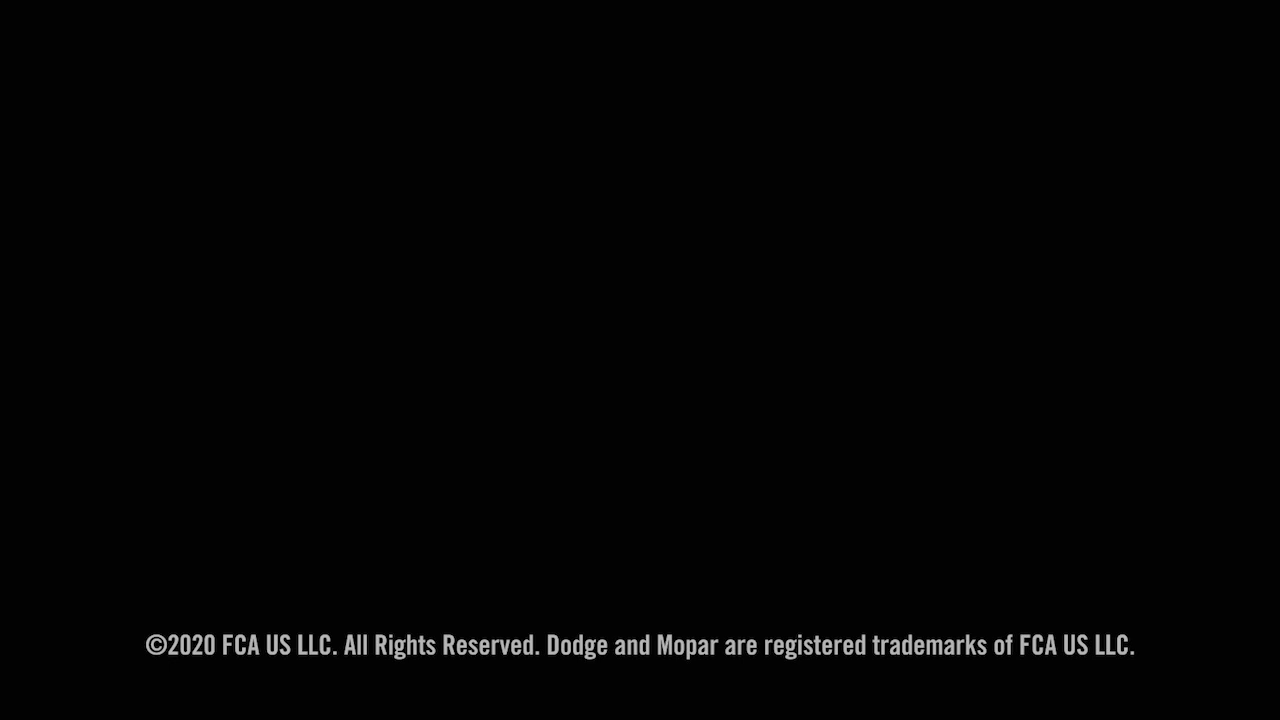 ©2020 FCA US LLC. All Rights Reserved. Dodge and Mopar are registered trademarks of FCA US LLC.